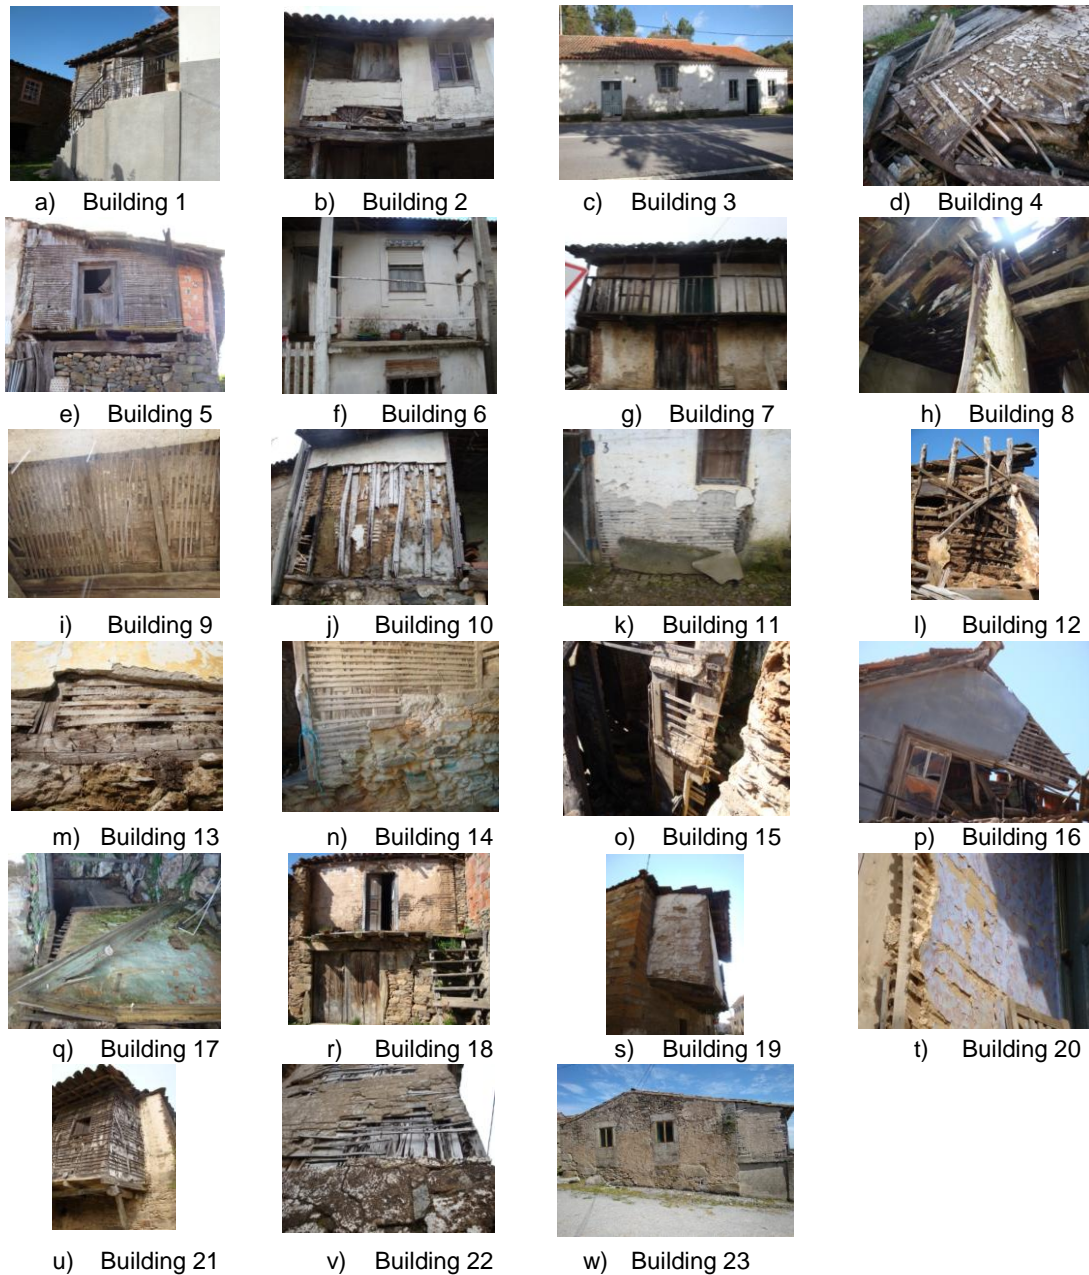 a) Building 1
b) Building 2
c) Building 3
d) Building 4
e) Building 5
f) Building 6
g) Building 7
h) Building 8
i) Building 9
j) Building 10
3
k) Building 11
l) Building 12
m) Building 13
n) Building 14
o) Building 15
p) Building 16
q) Building 17
r) Building 18
s) Building 19
t) Building 20
u) Building 21
v) Building 22
w) Building 23